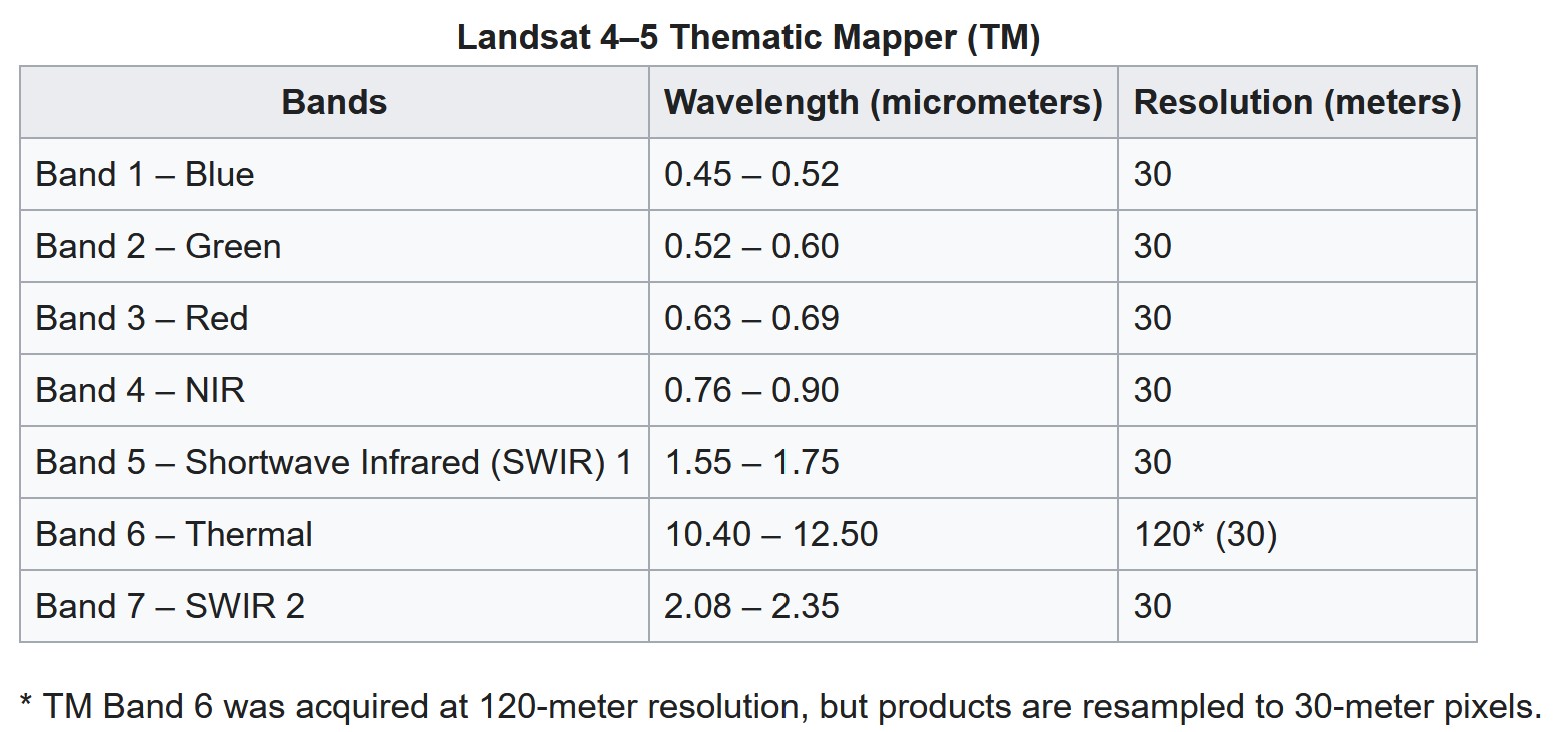 Landsat 4–5 Thematic Mapper (TM)
Bands Wavelength (micrometers) Resolution (meters)
Band 1 – Blue 0.45 – 0.52 30
Band 2 – Green 0.52 – 0.60 30
Band 3 – Red 0.63 – 0.69 30
Band 4 – NIR 0.76 – 0.90 30
Band 5 – Shortwave Infrared (SWIR) 1 1.55 – 1.75 30
Band 6 – Thermal 10.40 – 12.50 120* (30)
Band 7 – SWIR 2 2.08 – 2.35 30
* TM Band 6 was acquired at 120-meter resolution, but products are resampled to 30-meter pixels.